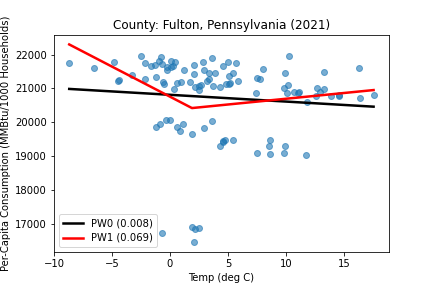 County: Fulton, Pennsylvania (2021)
Per-Capita Consumption (MMBtu/1000 Households)
22000
21000
20000
19000
18000
17000
PW0 (0.008)
PW1 (0.069)
−10 −5 0 5 10 15
Temp (deg C)